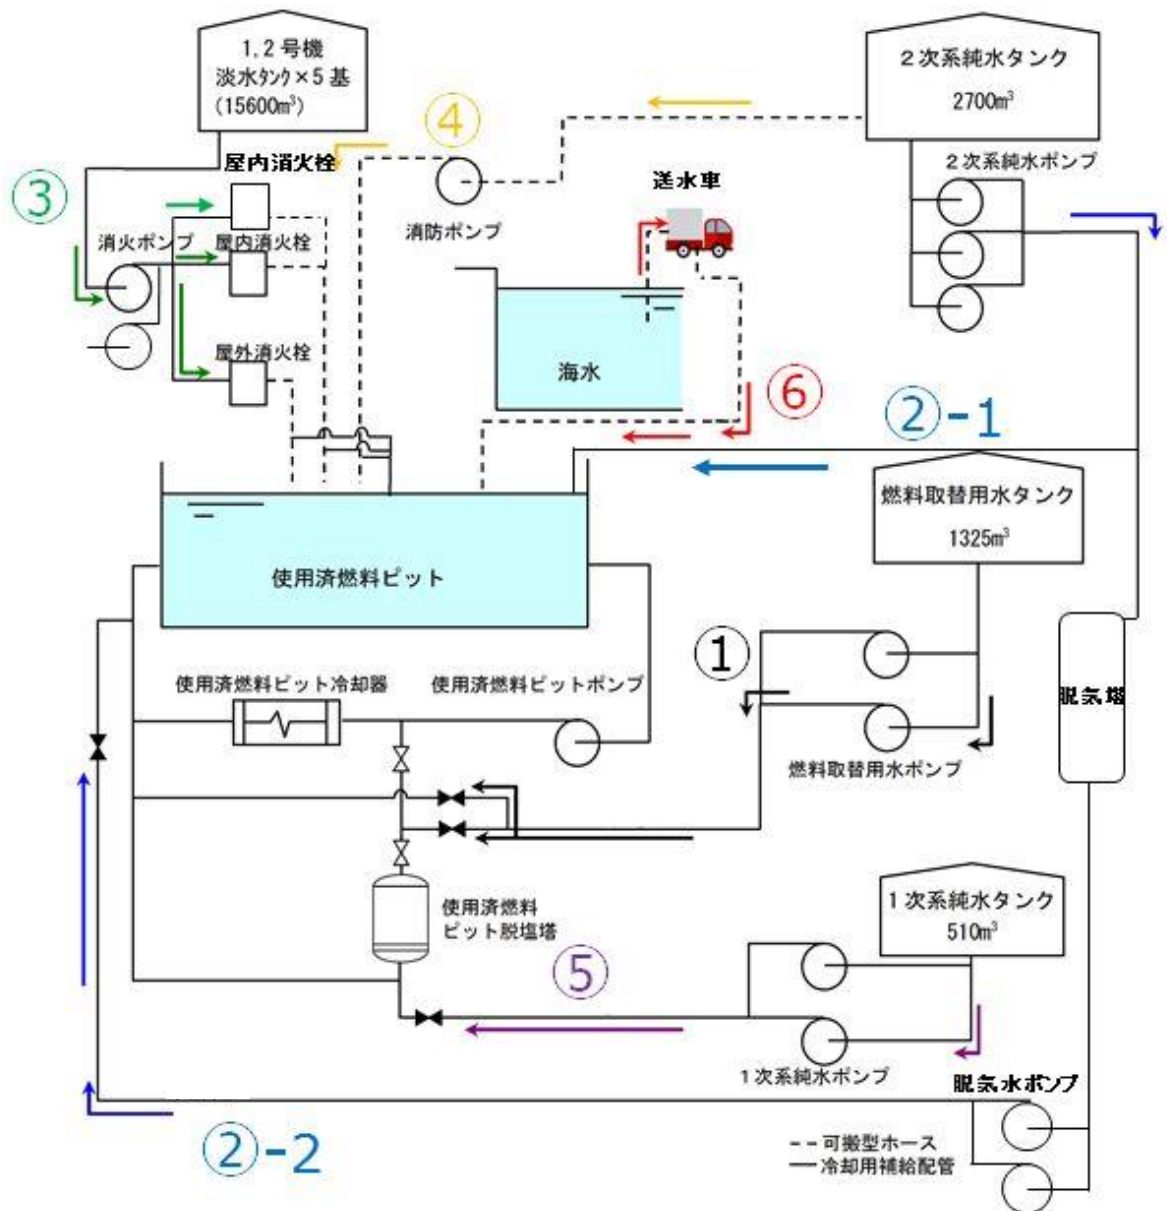 1,2号機
淡水ﾀﾝｸ×5基
(15600m³)
2次系純水タンク
2700m³
④
屋内消火栓
2次系純水ポンプ
送水車
③
消火ポンプ
屋内消火栓
消防ポンプ
屋外消火栓
海水
⑥
②-1
燃料取替用水タンク
1325m³
使用済燃料ピット
①
使用済燃料ピット冷却器
使用済燃料ピットポンプ
脱気塔
燃料取替用水ポンプ
1次系純水タンク
510m³
使用済燃料
ピット脱塩塔
⑤
1次系純水ポンプ
脱気水ポンプ
②-2
--可搬型ホース
―冷却用補給配管